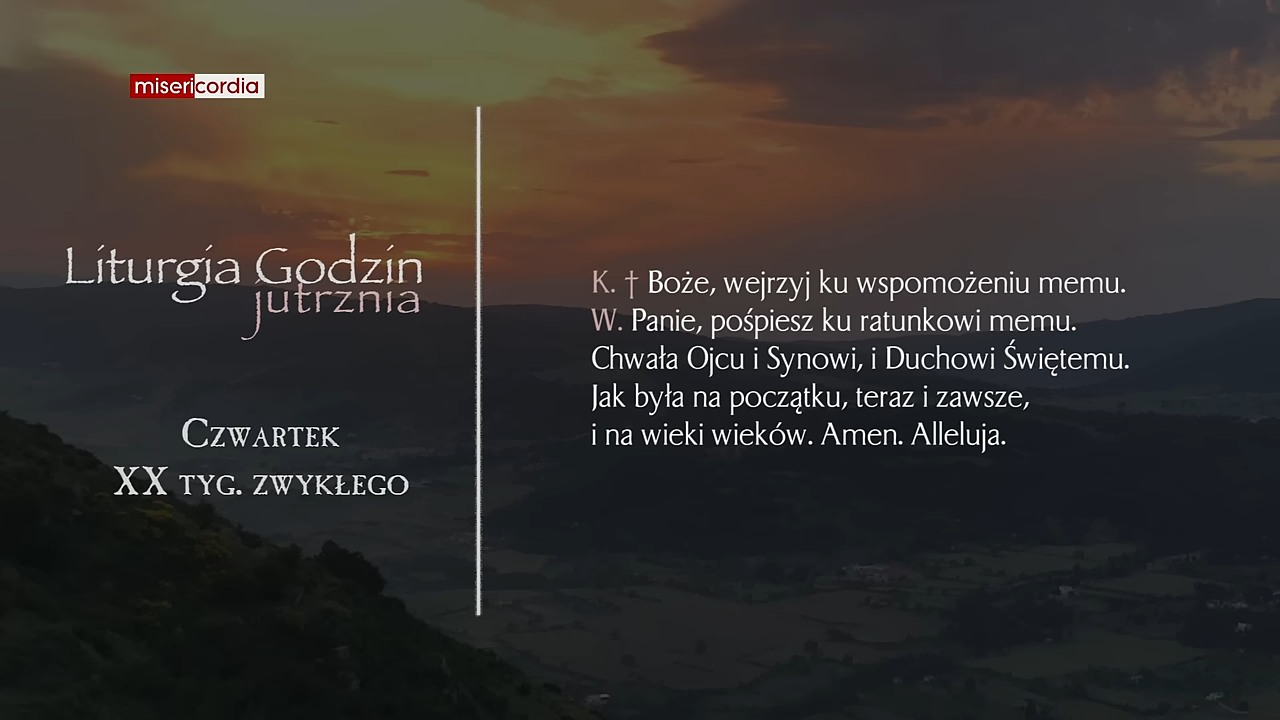 misericordia
Liturgia Godzin
jutrznia
Czwartek
XX tyg. zwykłego
K. † Boże, wejrzyj ku wspomożeniu memu.
W. Panie, pośpiesz ku ratunkowi memu.
Chwała Ojcu i Synowi, i Duchowi Świętemu.
Jak była na początku, teraz i zawsze,
i na wieki wieków. Amen. Alleluja.